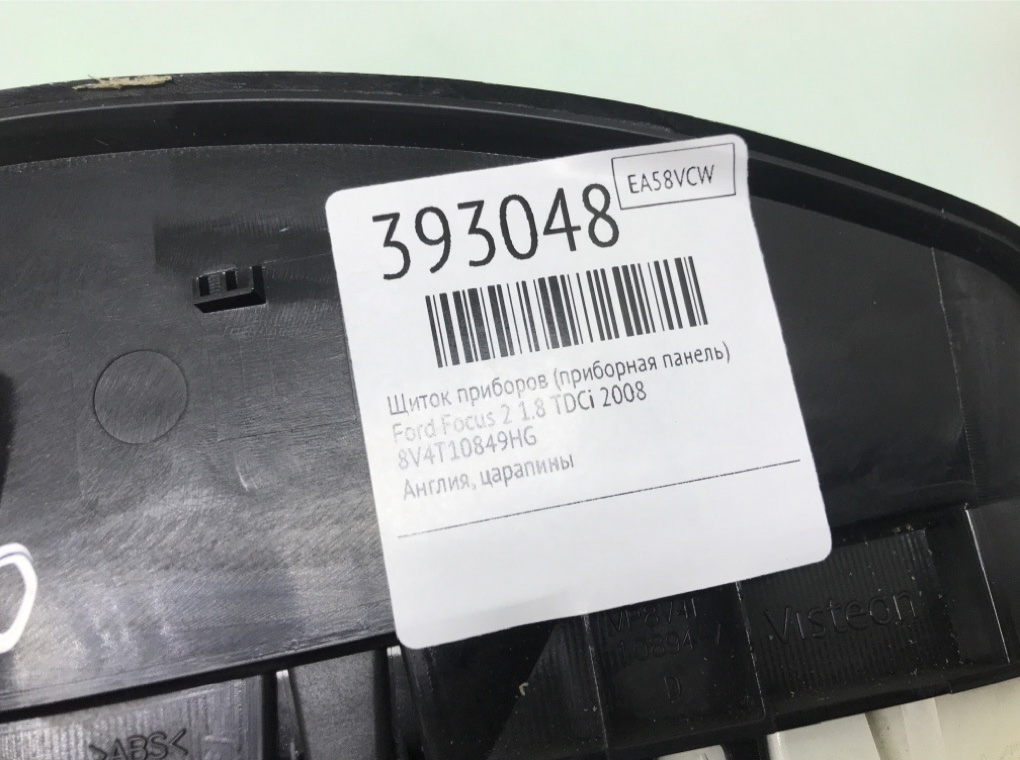 EA58VCW
393048
Щиток приборов (приборная панель)
Ford Focus 2 1.8 TDCi 2008
8V4T10849HG
Англия, царапины
Visteon
D
>ABS<